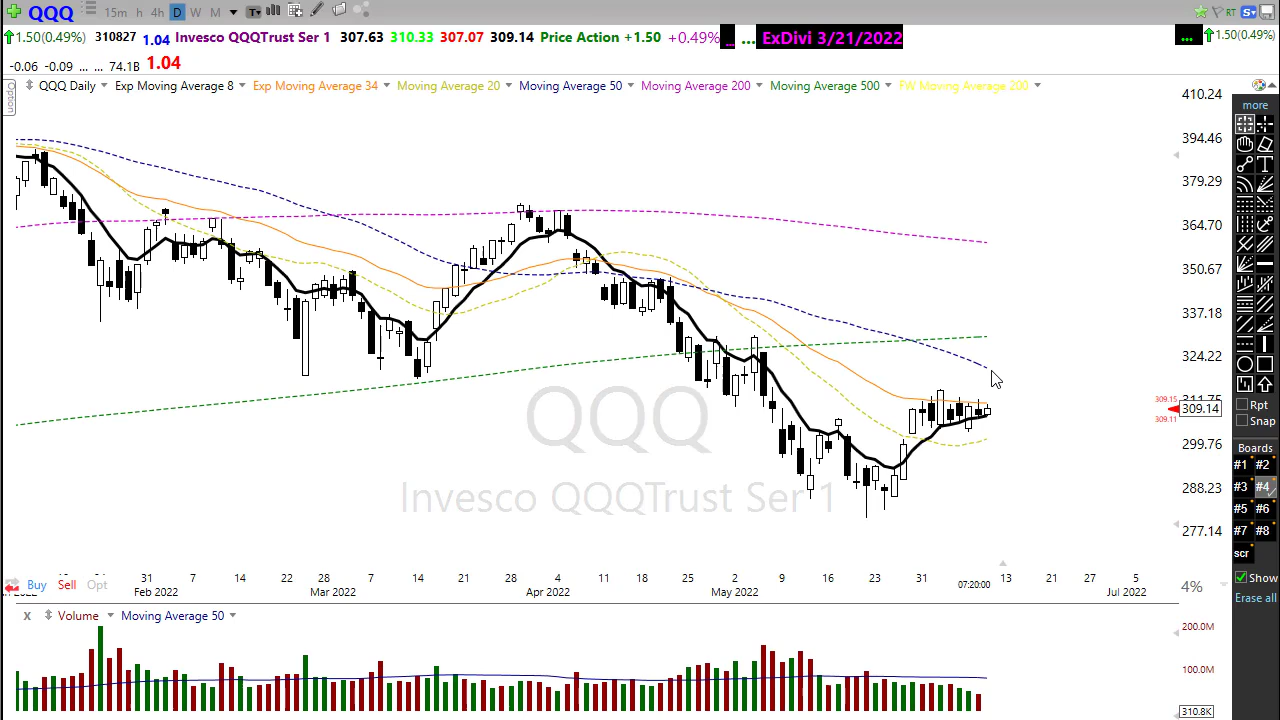 QQQ 15m h 4h D W M T RT S
1.50(0.49%) 310827 1.04 Invesco QQQTrust Ser 1 307.63 310.33 307.07 309.14 Price Action +1.50 +0.49% ... ... ExDivi 3/21/2022 ... 1.50(0.49%)
-0.06 -0.09 ... ... 74.1B 1.04
Option QQQ Daily Exp Moving Average 8 Exp Moving Average 34 Moving Average 20 Moving Average 50 Moving Average 200 Moving Average 500 FW Moving Average 200
410.24
more
394.46
379.29
364.70
350.67
337.18
324.22
311.75
309.15
309.14
309.11
299.76
288.23
277.14
QQQ
Invesco QQQTrust Ser 1
Rpt
Snap
Boards
#1 #2
#3 #4
#5 #6
#7 #8
scr
Show
Erase all
31 7 14 22 28 7 14 21 28 4 11 18 25 2 9 16 23 31 07:20:00 13 21 27 5
Buy Sell Opt
Feb 2022 Mar 2022 Apr 2022 May 2022 Jul 2022
4%
x Volume Moving Average 50
200.0M
100.0M
310.8K